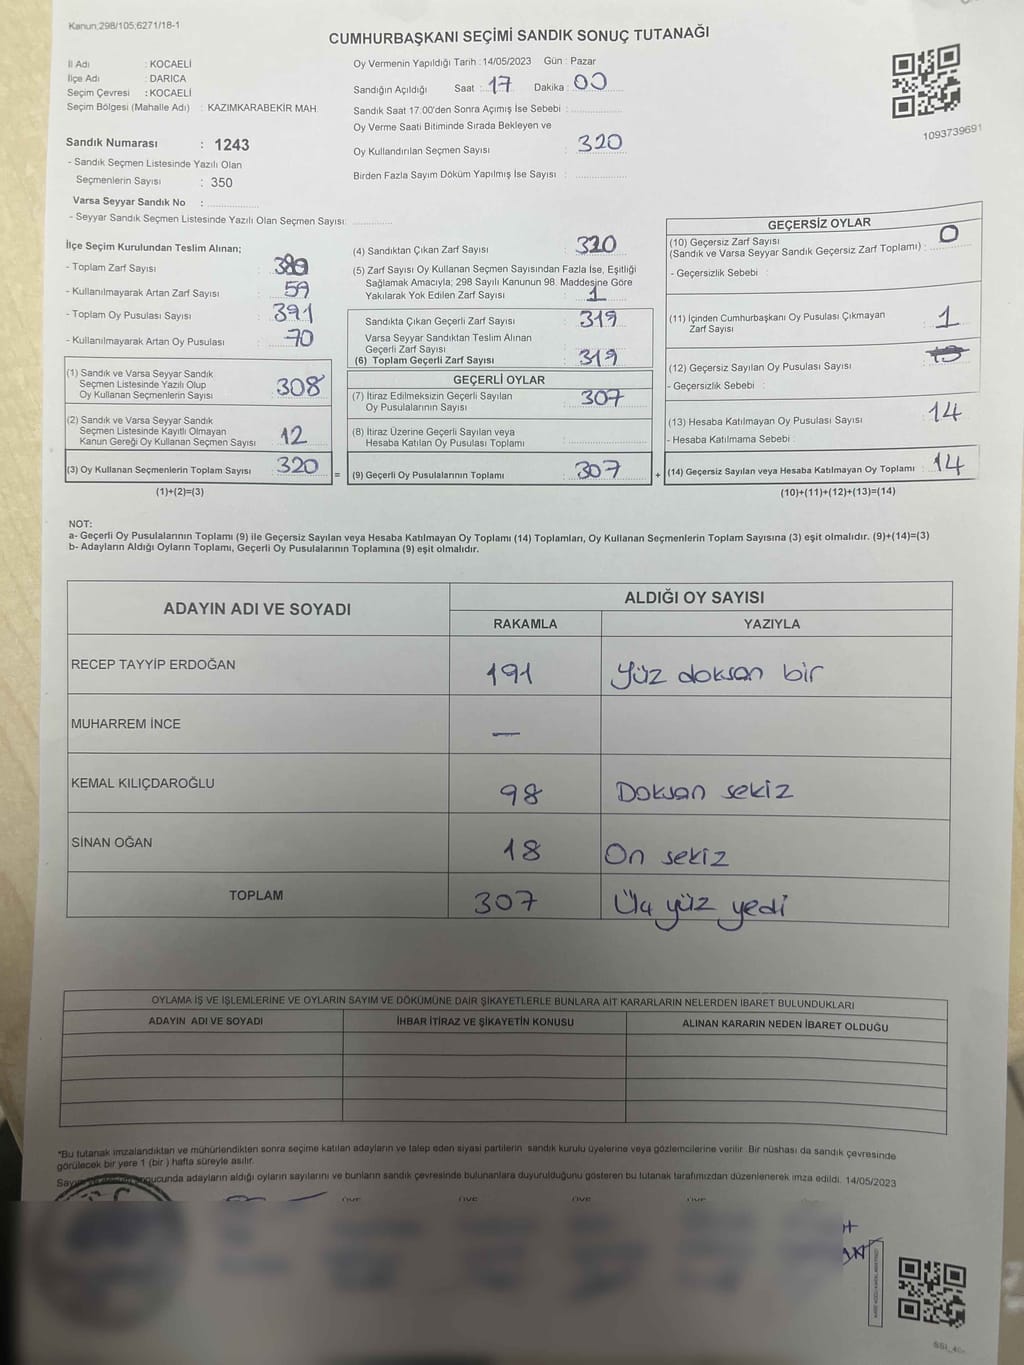 Kanun,298/105,6271/18-1
CUMHURBAŞKANI SEÇİMİ SANDIK SONUÇ TUTANAĞI
İl Adı : KOCAELİ
İlçe Adı : DARICA
Seçim Çevresi : KOCAELİ
Seçim Bölgesi (Mahalle Adı) : KAZIMKARABEKİR MAH.
Sandık Numarası : 1243
- Sandık Seçmen Listesinde Yazılı Olan
Seçmenlerin Sayısı : 350
Varsa Seyyar Sandık No :
- Seyyar Sandık Seçmen Listesinde Yazılı Olan Seçmen Sayısı:
Oy Vermenin Yapıldığı Tarih : 14/05/2023 Gün : Pazar
Sandığın Açıldığı Saat : 17 Dakika : 00
Sandık Saat 17:00'den Sonra Açımış İse Sebebi :
Oy Verme Saati Bitiminde Sırada Bekleyen ve
Oy Kullandırılan Seçmen Sayısı : 320
Birden Fazla Sayım Döküm Yapılmış İse Sayısı :
1093739691
İlçe Seçim Kurulundan Teslim Alınan;
- Toplam Zarf Sayısı :
- Kullanılmayarak Artan Zarf Sayısı : 59
- Toplam Oy Pusulası Sayısı : 391
- Kullanılmayarak Artan Oy Pusulası : 70
(1) Sandık ve Varsa Seyyar Sandık
Seçmen Listesinde Yazılı Olup
Oy Kullanan Seçmenlerin Sayısı : 308
(2) Sandık ve Varsa Seyyar Sandık
Seçmen Listesinde Kayıtlı Olmayan
Kanun Gereği Oy Kullanan Seçmen Sayısı : 12
(3) Oy Kullanan Seçmenlerin Toplam Sayısı : 320
(1)+(2)=(3)
(4) Sandıktan Çıkan Zarf Sayısı : 320
(5) Zarf Sayısı Oy Kullanan Seçmen Sayısından Fazla İse, Eşitliği
Sağlamak Amacıyla; 298 Sayılı Kanunun 98. Maddesine Göre
Yakılarak Yok Edilen Zarf Sayısı : 1
Sandıkta Çıkan Geçerli Zarf Sayısı : 319
Varsa Seyyar Sandıktan Teslim Alınan
Geçerli Zarf Sayısı :
(6) Toplam Geçerli Zarf Sayısı : 319
GEÇERLİ OYLAR
(7) İtiraz Edilmeksizin Geçerli Sayılan
Oy Pusulalarının Sayısı : 307
(8) İtiraz Üzerine Geçerli Sayılan veya
Hesaba Katılan Oy Pusulası Toplamı :
= (9) Geçerli Oy Pusulalarının Toplamı : 307 +
GEÇERSİZ OYLAR
(10) Geçersiz Zarf Sayısı
(Sandık ve Varsa Seyyar Sandık Geçersiz Zarf Toplamı) : 0
- Geçersizlik Sebebi :
(11) İçinden Cumhurbaşkanı Oy Pusulası Çıkmayan
Zarf Sayısı : 1
(12) Geçersiz Sayılan Oy Pusulası Sayısı :
- Geçersizlik Sebebi :
(13) Hesaba Katılmayan Oy Pusulası Sayısı : 14
- Hesaba Katılmama Sebebi :
(14) Geçersiz Sayılan veya Hesaba Katılmayan Oy Toplamı : 14
(10)+(11)+(12)+(13)=(14)
NOT:
a- Geçerli Oy Pusulalarının Toplamı (9) ile Geçersiz Sayılan veya Hesaba Katılmayan Oy Toplamı (14) Toplamları, Oy Kullanan Seçmenlerin Toplam Sayısına (3) eşit olmalıdır. (9)+(14)=(3)
b- Adayların Aldığı Oyların Toplamı, Geçerli Oy Pusulalarının Toplamına (9) eşit olmalıdır.
ADAYIN ADI VE SOYADI ALDIĞI OY SAYISI
RAKAMLA YAZIYLA
RECEP TAYYİP ERDOĞAN 191 Yüz doksan bir
MUHARREM İNCE —
KEMAL KILIÇDAROĞLU 98 Doksan sekiz
SİNAN OĞAN 18 On sekiz
TOPLAM 307 Üç yüz yedi
OYLAMA İŞ VE İŞLEMLERİNE VE OYLARIN SAYIM VE DÖKÜMÜNE DAİR ŞİKAYETLERLE BUNLARA AİT KARARLARIN NELERDEN İBARET BULUNDUKLARI
ADAYIN ADI VE SOYADI İHBAR İTİRAZ VE ŞİKAYETİN KONUSU ALINAN KARARIN NEDEN İBARET OLDUĞU
*Bu tutanak imzalandıktan ve mühürlendikten sonra seçime katılan adayların ve talep eden siyasi partilerin sandık kurulu üyelerine veya gözlemcilerine verilir. Bir nüshası da sandık çevresinde
görülecek bir yere 1 (bir ) hafta süreyle asılır.
adayların aldığı oyların sayılarını ve bunların sandık çevresinde bulunanlara duyurulduğunu gösteren bu tutanak tarafımızdan düzenlenerek imza edildi. 14/05/2023